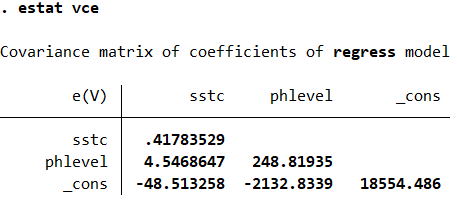 . estat vce
Covariance matrix of coefficients of regress model
e(V) sstc phlevel _cons
sstc .41783529
phlevel 4.5468647 248.81935
_cons -48.513258 -2132.8339 18554.486